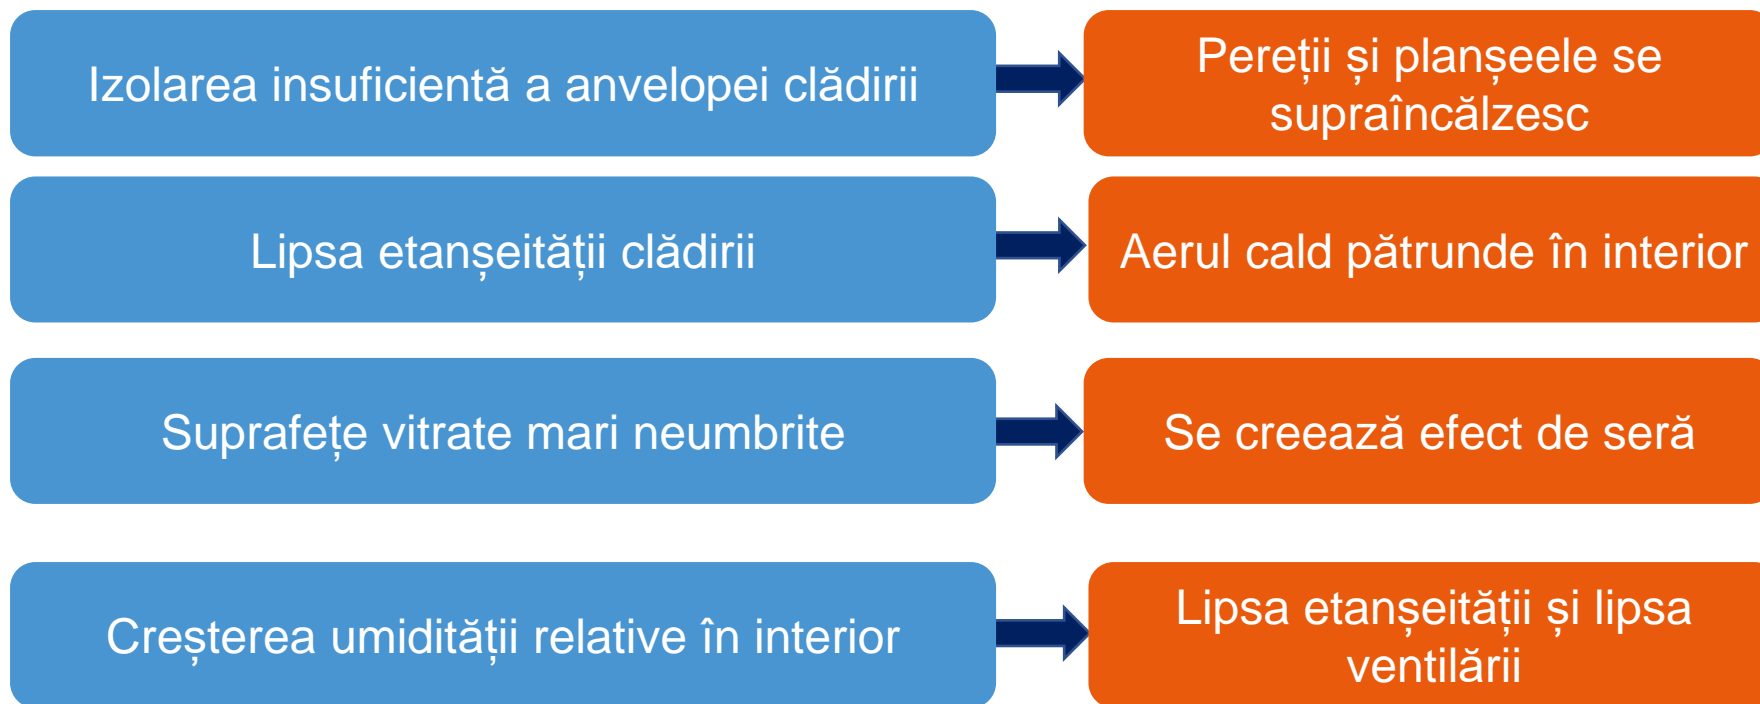 Izolarea insuficientă a anvelopei clădirii
Pereții și planșeele se
supraîncălzesc
Lipsa etanșeității clădirii
Aerul cald pătrunde în interior
Suprafețe vitrate mari neumbrite
Se creează efect de seră
Creșterea umidității relative în interior
Lipsa etanșeității și lipsa
ventilării